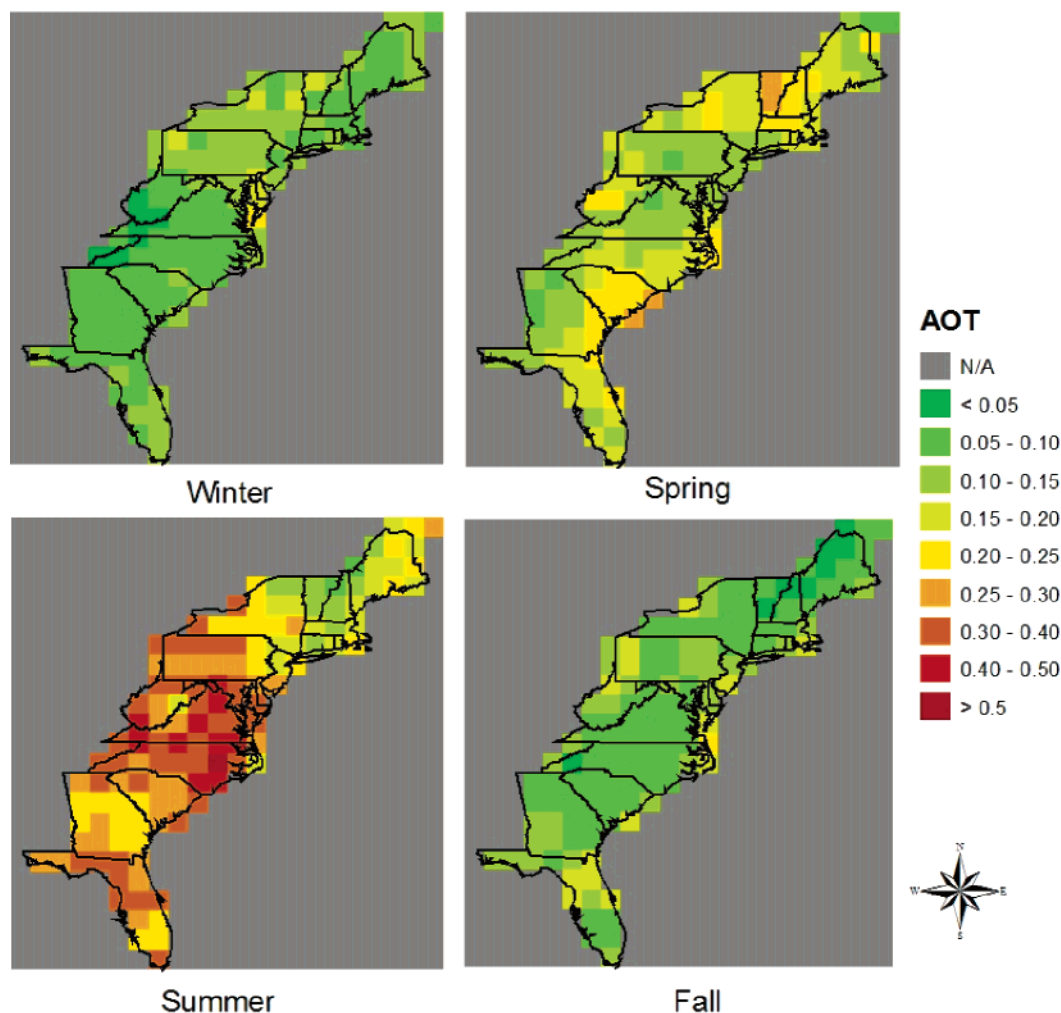 Winter
Spring
AOT
N/A
< 0.05
0.05 - 0.10
0.10 - 0.15
0.15 - 0.20
0.20 - 0.25
0.25 - 0.30
0.30 - 0.40
0.40 - 0.50
> 0.5
N
W
E
S
Summer
Fall